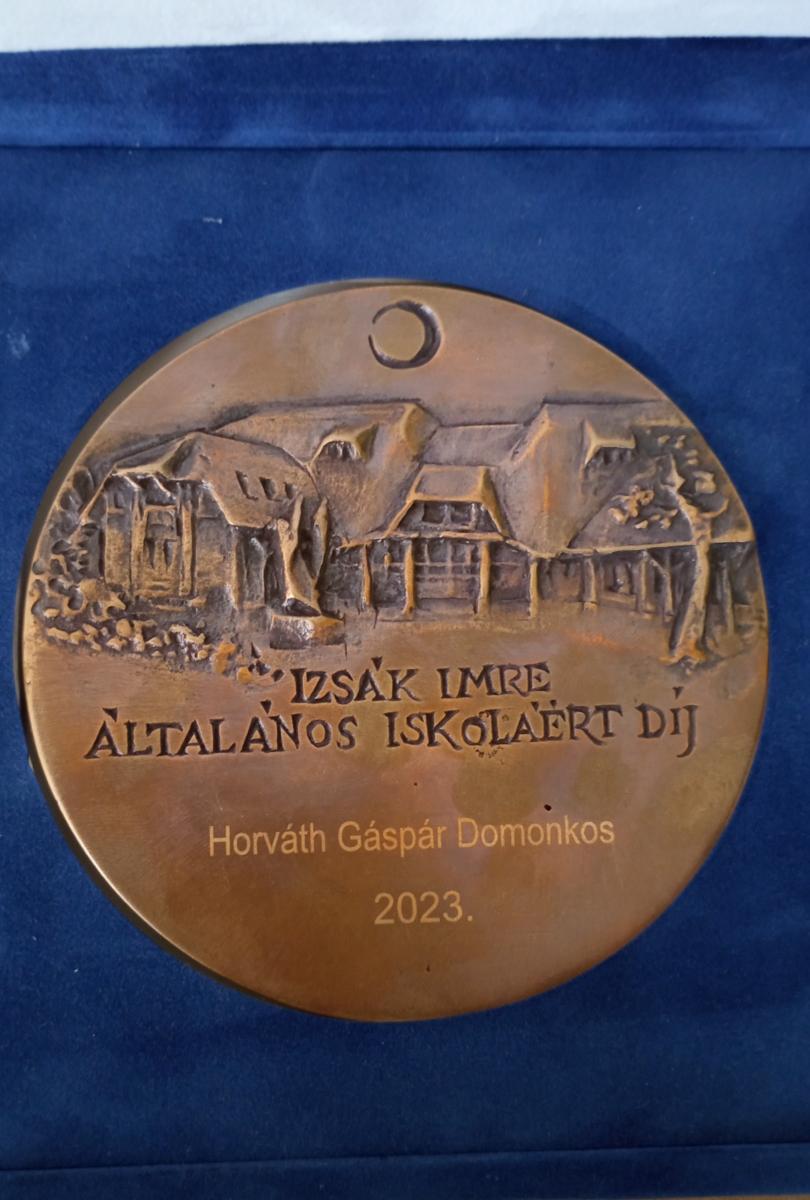 IZSÁK IMRE
ÁLTALÁNOS ISKOLÁÉRT DÍJ
Horváth Gáspár Domonkos
2023.